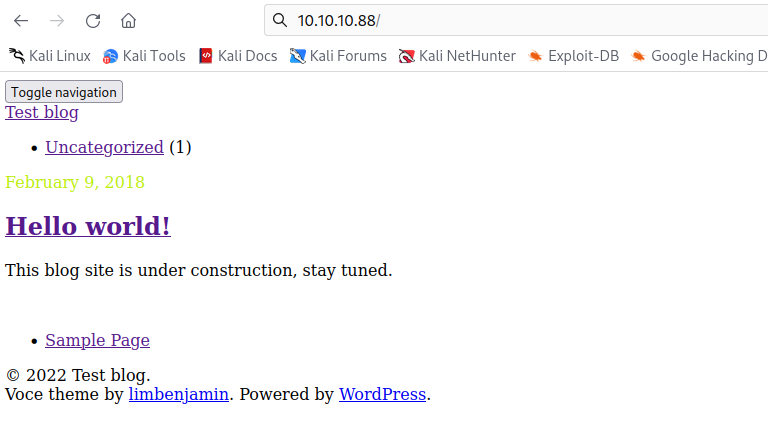 10.10.10.88/
Kali Linux Kali Tools Kali Docs Kali Forums Kali NetHunter Exploit-DB Google Hacking D
Toggle navigation
Test blog
• Uncategorized (1)
February 9, 2018
Hello world!
This blog site is under construction, stay tuned.
• Sample Page
© 2022 Test blog.
Voce theme by limbenjamin. Powered by WordPress.